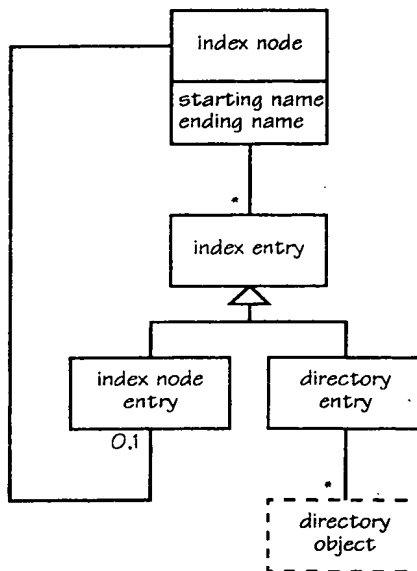 index node
starting name
ending name
*
index entry
index node
entry
directory
entry
0,1
*
directory
object